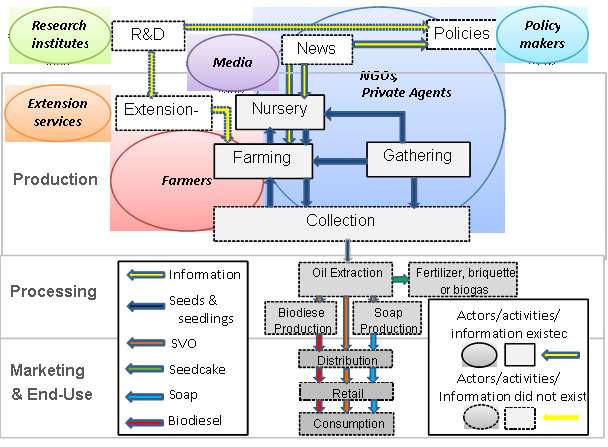 Research
institutes
R&D
News
Policies
Policy
makers
Media
NGOs,
Private Agents
Extension
services
Extension-
Nursery
Farming
Gathering
Production
Farmers
Collection
Processing
Oil Extraction
Fertilizer, briquette
or biogas
Biodiese
Production
Soap
Production
Marketing
& End-Use
Distribution
Retail
Consumption
Information
Seeds &
seedlings
SVO
Seedcake
Soap
Biodiesel
Actors/activities/
information existec
Actors/activities/
Information did not exist